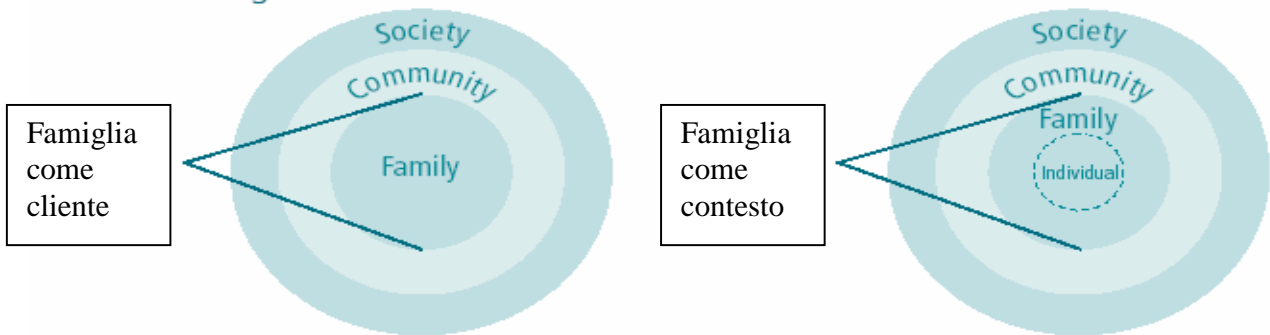 Society
Community
Famiglia
come
cliente
Family
Society
Community
Family
Famiglia
come
contesto
Individual